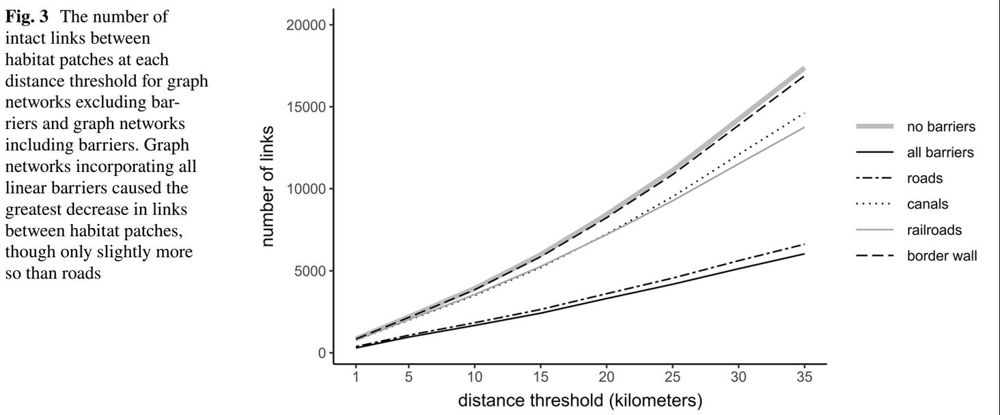 Fig. 3 The number of
intact links between
habitat patches at each
distance threshold for graph
networks excluding bar-
riers and graph networks
including barriers. Graph
networks incorporating all
linear barriers caused the
greatest decrease in links
between habitat patches,
though only slightly more
so than roads
number of links
20000
15000
10000
5000
0
1 5 10 15 20 25 30 35
distance threshold (kilometers)
no barriers
all barriers
roads
canals
railroads
border wall